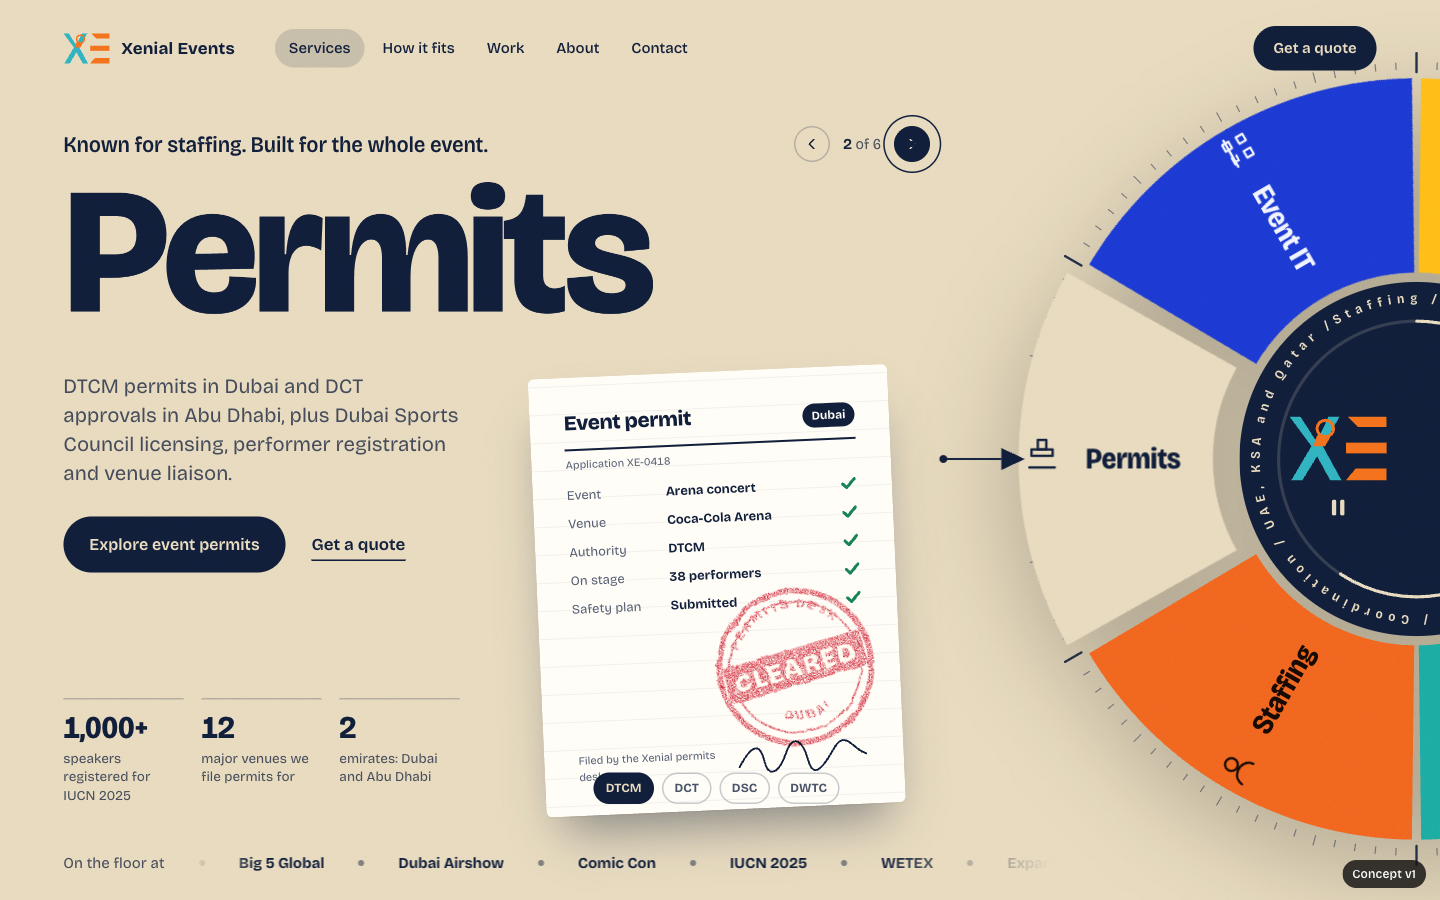 XE Xenial Events
Services
How it fits
Work
About
Contact
Get a quote
Known for staffing. Built for the whole event.
2 of 6
Permits
DTCM permits in Dubai and DCT
approvals in Abu Dhabi, plus Dubai Sports
Council licensing, performer registration
and venue liaison.
Explore event permits
Get a quote
1,000+
speakers
registered for
IUCN 2025
12
major venues we
file permits for
2
emirates: Dubai
and Abu Dhabi
Event permit
Dubai
Application XE-0418
Event Arena concert
Venue Coca-Cola Arena
Authority DTCM
On stage 38 performers
Safety plan Submitted
PERMITS DESK
CLEARED
DUBAI
Filed by the Xenial permits
DTCM
DCT
DSC
DWTC
Event IT
Permits
Staffing
Coordination / UAE, KSA and Qatar / Staffing /
XE
On the floor at
Big 5 Global
Dubai Airshow
Comic Con
IUCN 2025
WETEX
Concept v1